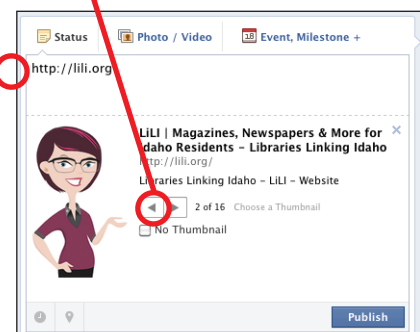 Status Photo / Video 18 Event, Milestone +
http://lili.org
LiLI | Magazines, Newspapers & More for
Idaho Residents – Libraries Linking Idaho
http://lili.org/
Libraries Linking Idaho – LiLI – Website
2 of 16 Choose a Thumbnail
No Thumbnail
Publish